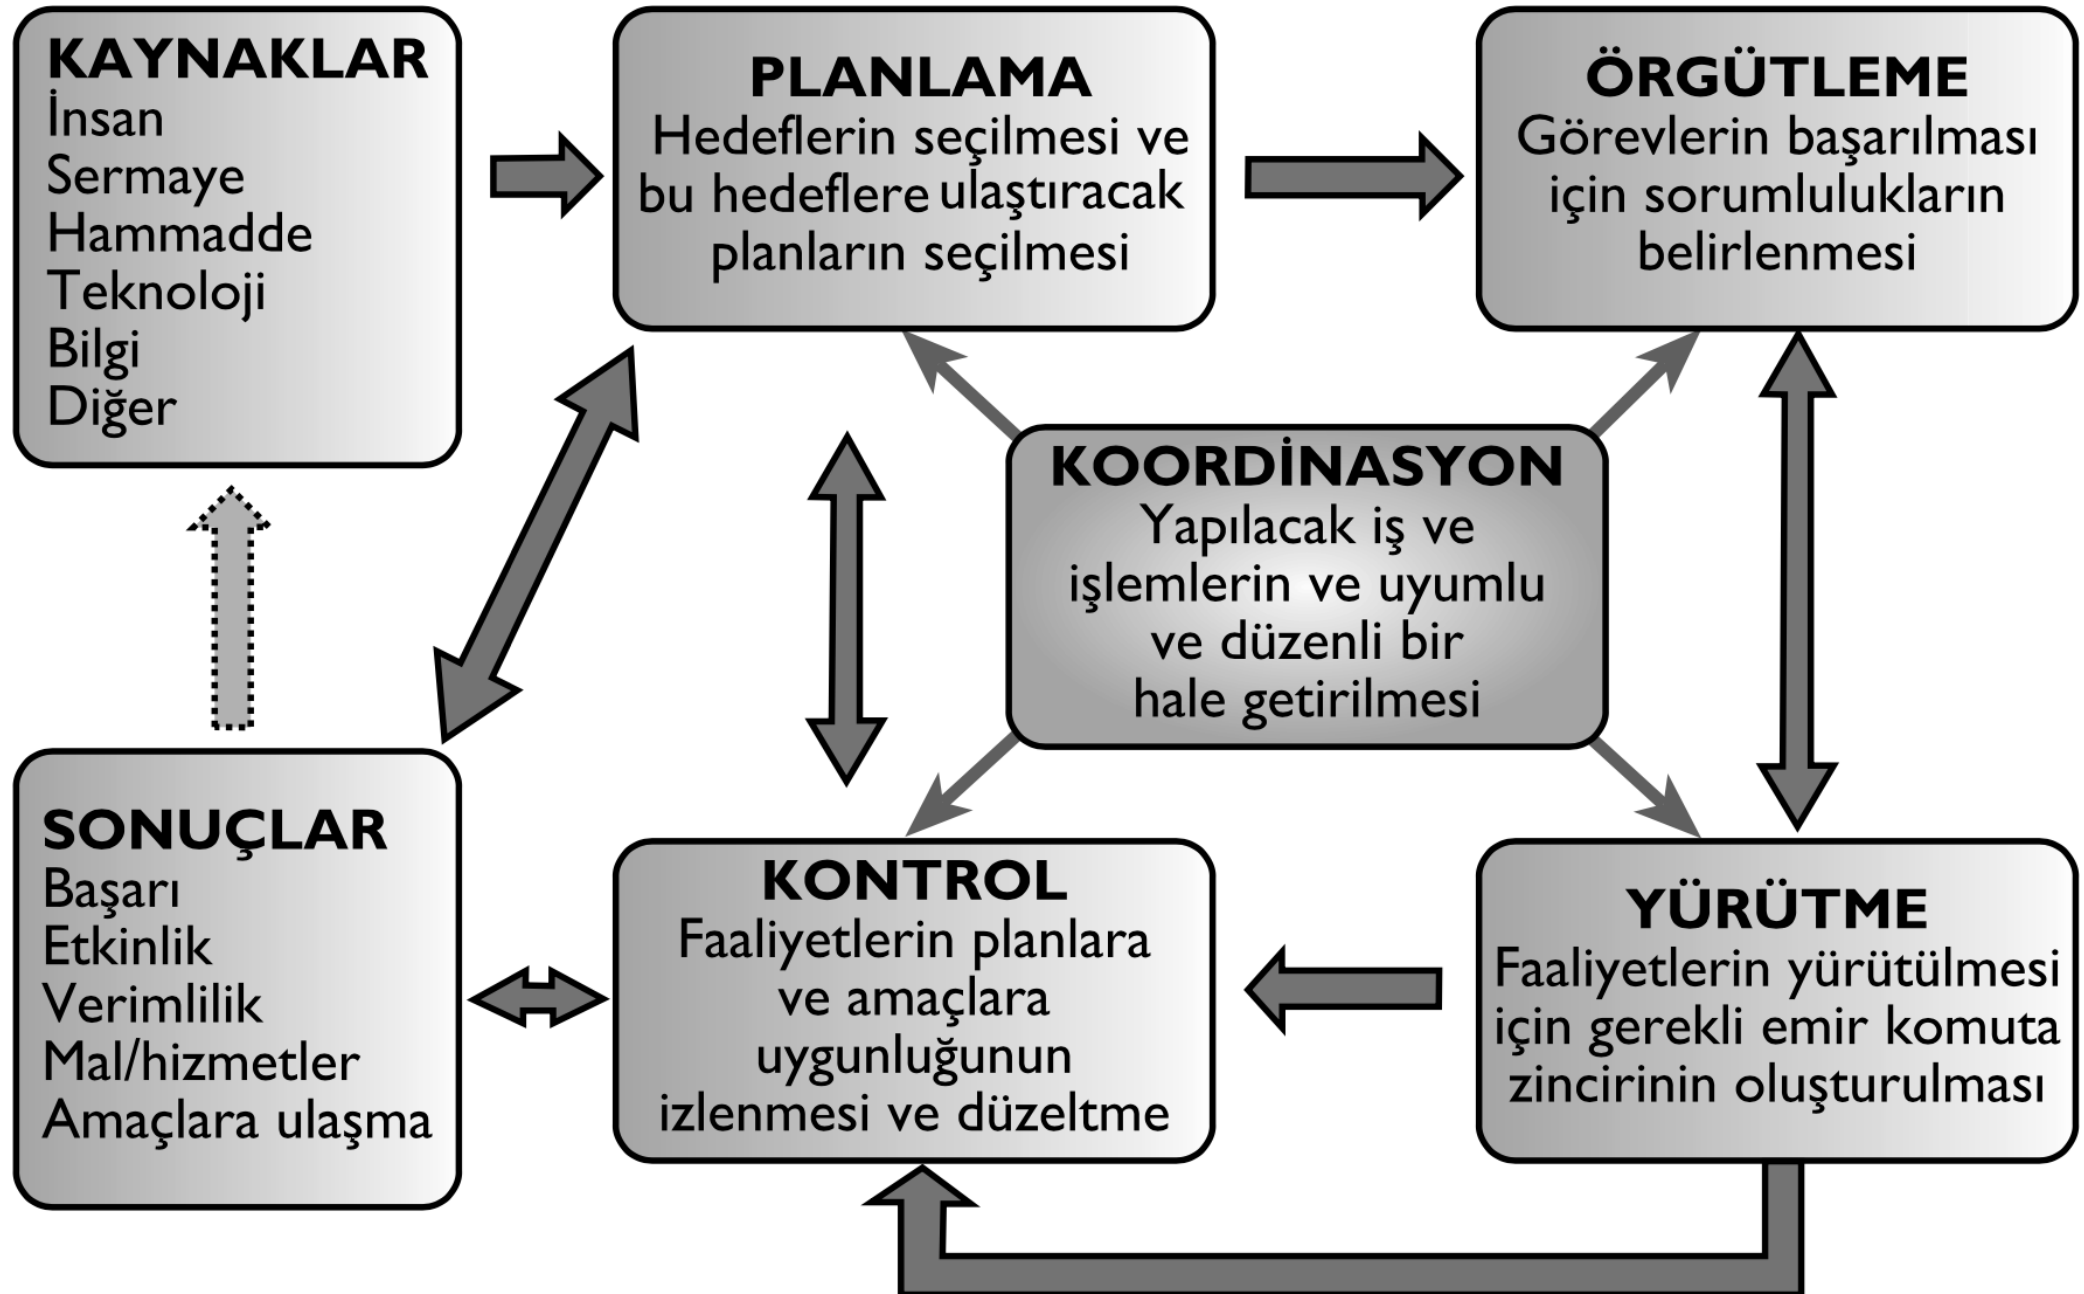 KAYNAKLAR
İnsan
Sermaye
Hammadde
Teknoloji
Bilgi
Diğer
PLANLAMA
Hedeflerin seçilmesi ve
bu hedeflere ulaştıracak
planların seçilmesi
ÖRGÜTLEME
Görevlerin başarılması
için sorumlulukların
belirlenmesi
KOORDİNASYON
Yapılacak iş ve
işlemlerin ve uyumlu
ve düzenli bir
hale getirilmesi
SONUÇLAR
Başarı
Etkinlik
Verimlilik
Mal/hizmetler
Amaçlara ulaşma
KONTROL
Faaliyetlerin planlara
ve amaçlara
uygunluğunun
izlenmesi ve düzeltme
YÜRÜTME
Faaliyetlerin yürütülmesi
için gerekli emir komuta
zincirinin oluşturulması